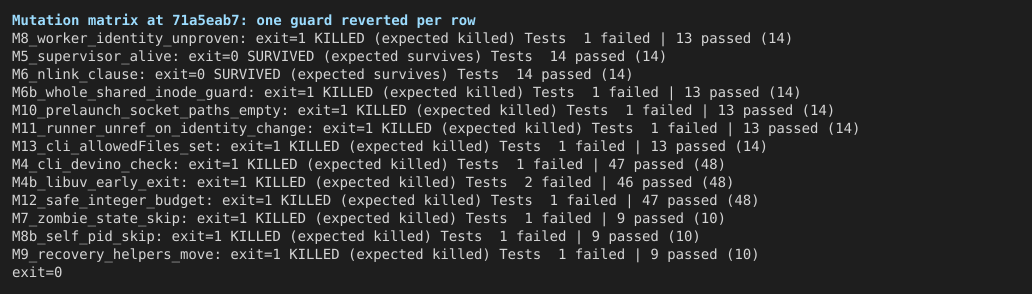 Mutation matrix at 71a5eab7: one guard reverted per row
M8_worker_identity_unproven: exit=1 KILLED (expected killed) Tests  1 failed | 13 passed (14)
M5_supervisor_alive: exit=0 SURVIVED (expected survives) Tests  14 passed (14)
M6_nlink_clause: exit=0 SURVIVED (expected survives) Tests  14 passed (14)
M6b_whole_shared_inode_guard: exit=1 KILLED (expected killed) Tests  1 failed | 13 passed (14)
M10_prelaunch_socket_paths_empty: exit=1 KILLED (expected killed) Tests  1 failed | 13 passed (14)
M11_runner_unref_on_identity_change: exit=1 KILLED (expected killed) Tests  1 failed | 13 passed (14)
M13_cli_allowedFiles_set: exit=1 KILLED (expected killed) Tests  1 failed | 13 passed (14)
M4_cli_devino_check: exit=1 KILLED (expected killed) Tests  1 failed | 47 passed (48)
M4b_libuv_early_exit: exit=1 KILLED (expected killed) Tests  2 failed | 46 passed (48)
M12_safe_integer_budget: exit=1 KILLED (expected killed) Tests  1 failed | 47 passed (48)
M7_zombie_state_skip: exit=1 KILLED (expected killed) Tests  1 failed | 9 passed (10)
M8b_self_pid_skip: exit=1 KILLED (expected killed) Tests  1 failed | 9 passed (10)
M9_recovery_helpers_move: exit=1 KILLED (expected killed) Tests  1 failed | 9 passed (10)
exit=0